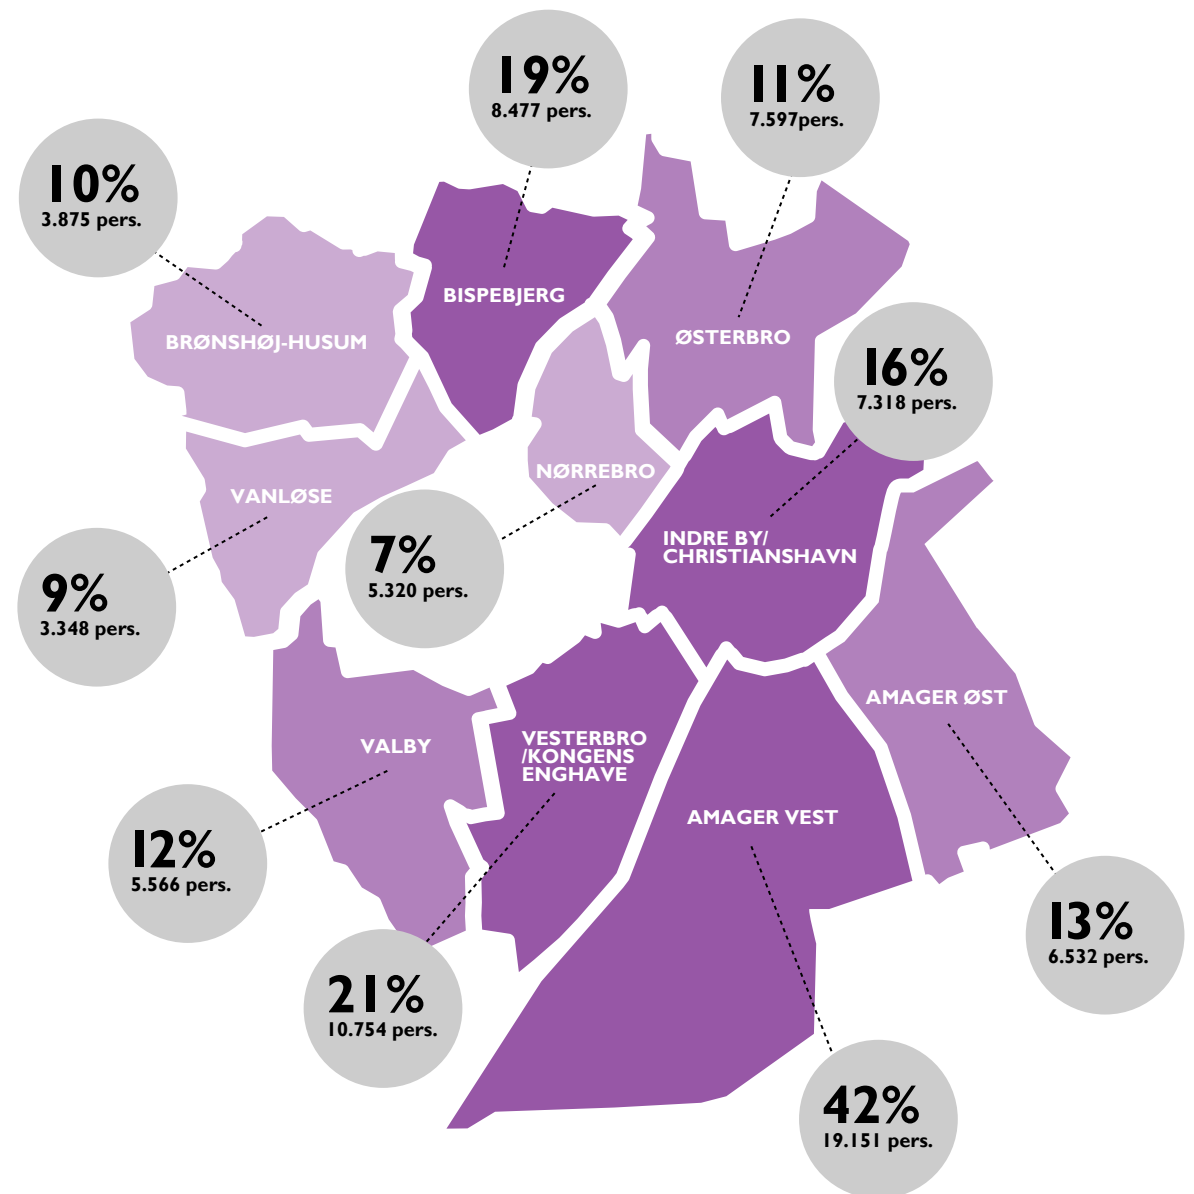 19%
8.477 pers.
11%
7.597pers.
10%
3.875 pers.
BISPEBJERG
BRØNSHØJ-HUSUM
ØSTERBRO
16%
7.318 pers.
NØRREBRO
VANLØSE
INDRE BY/
CHRISTIANSHAVN
7%
5.320 pers.
9%
3.348 pers.
AMAGER ØST
VALBY
VESTERBRO
/KONGENS
ENGHAVE
AMAGER VEST
12%
5.566 pers.
13%
6.532 pers.
21%
10.754 pers.
42%
19.151 pers.